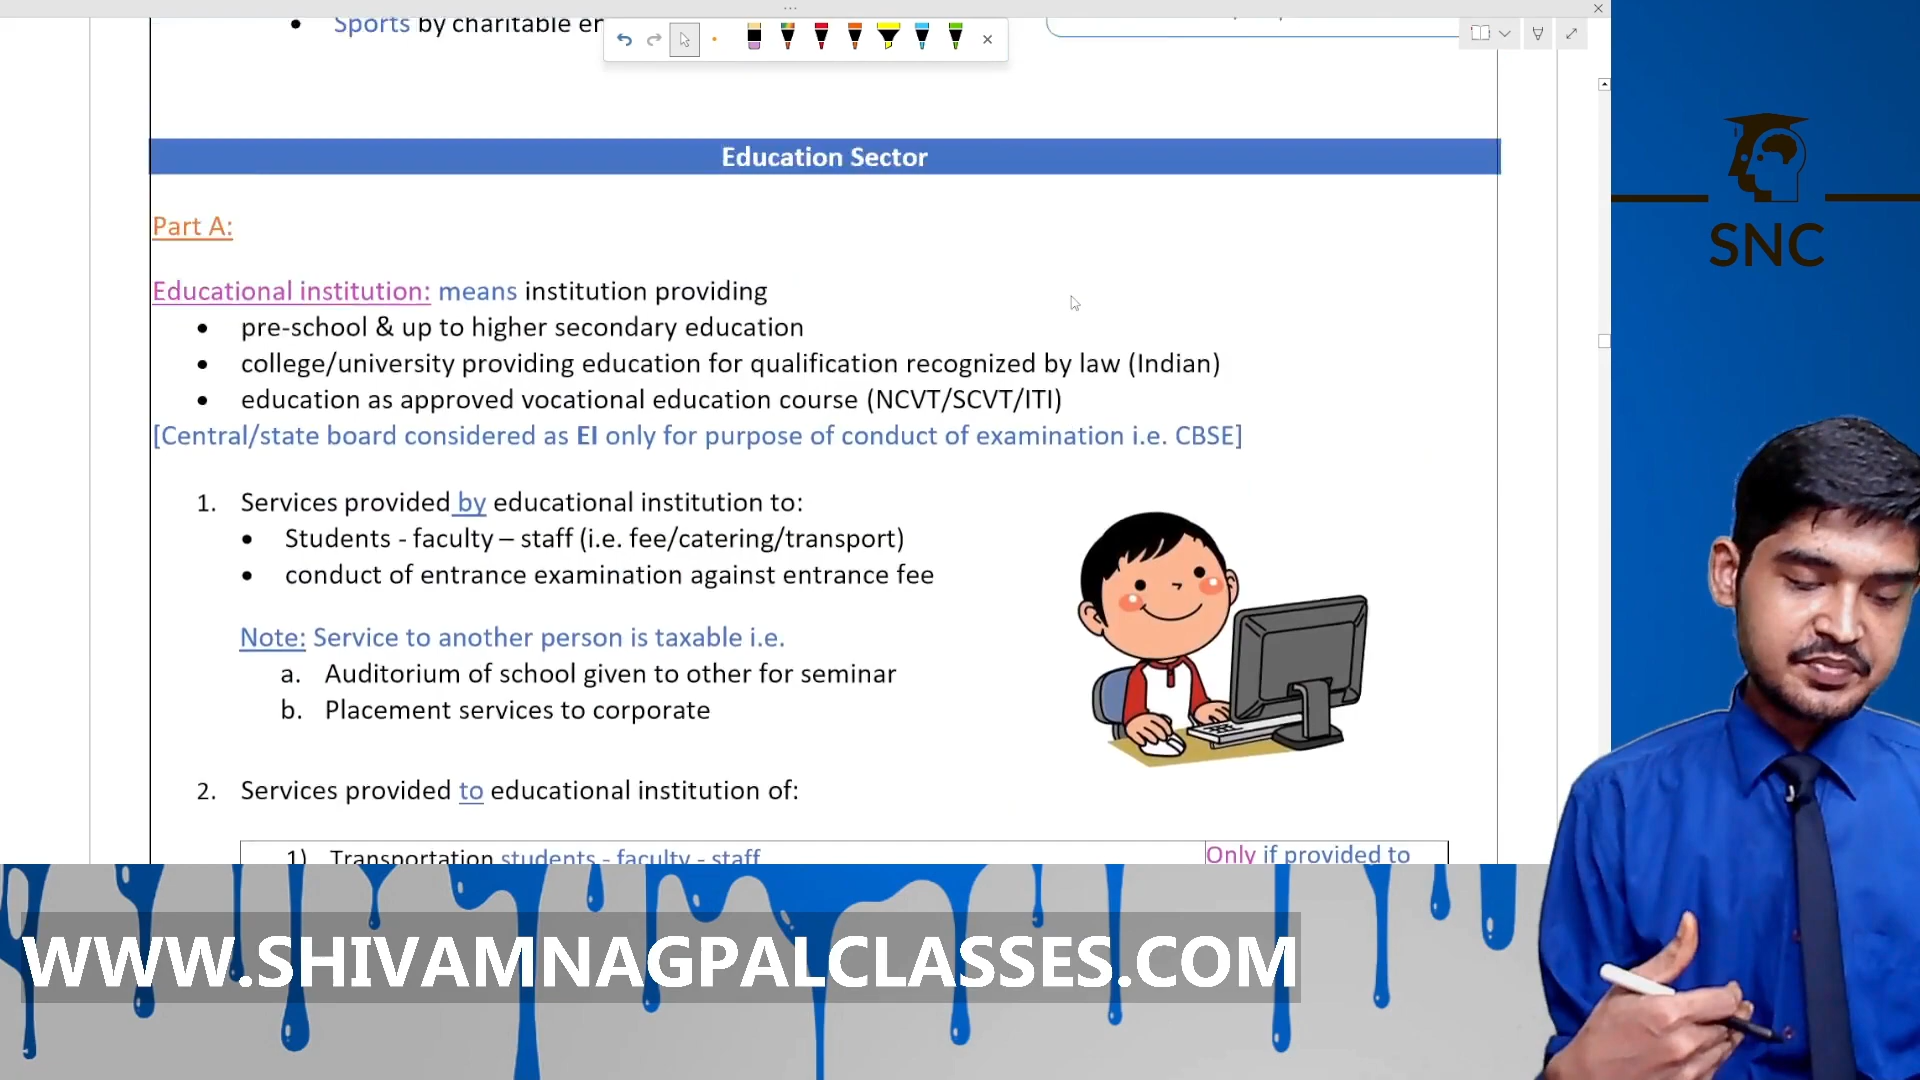 • Sports by charitable en
Education Sector
SNC
Part A:
Educational institution: means institution providing
• pre-school & up to higher secondary education
• college/university providing education for qualification recognized by law (Indian)
• education as approved vocational education course (NCVT/SCVT/ITI)
[Central/state board considered as EI only for purpose of conduct of examination i.e. CBSE]
1. Services provided by educational institution to:
• Students - faculty – staff (i.e. fee/catering/transport)
• conduct of entrance examination against entrance fee
Note: Service to another person is taxable i.e.
a. Auditorium of school given to other for seminar
b. Placement services to corporate
2. Services provided to educational institution of:
1) Transportation students - faculty - staff
Only if provided to
WWW.SHIVAMNAGPALCLASSES.COM